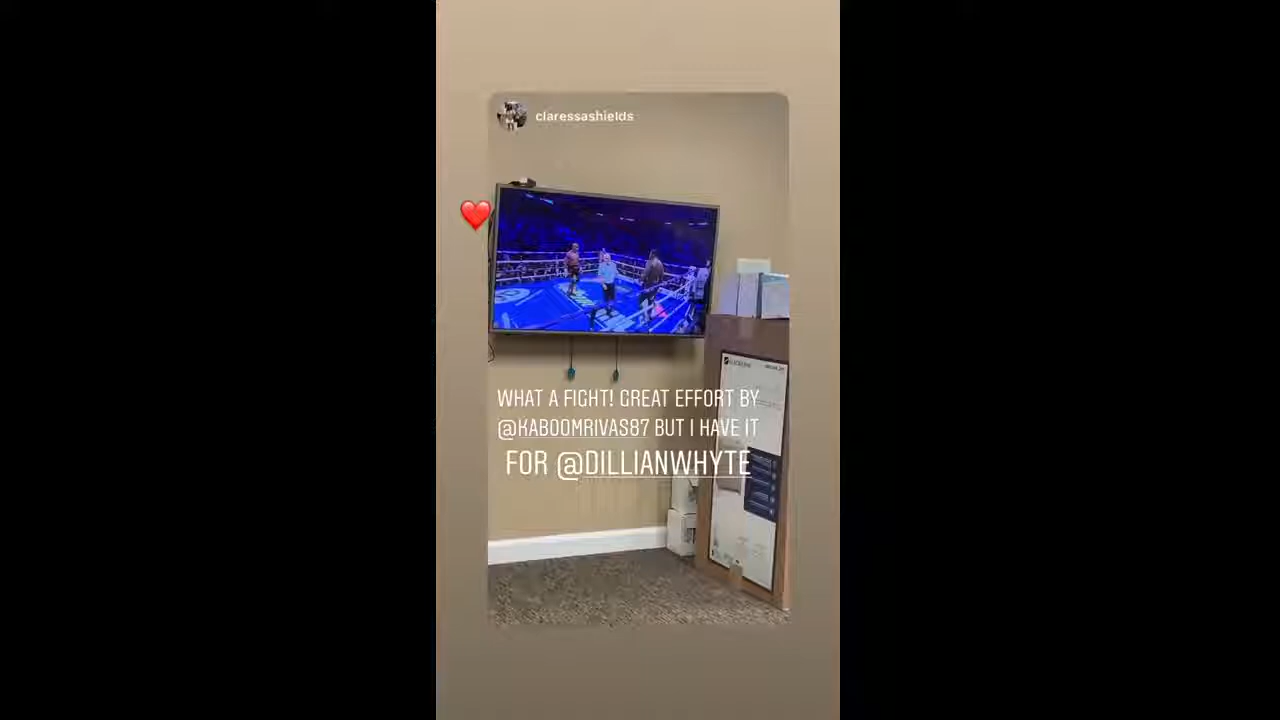 claressashields
WHAT A FIGHT! GREAT EFFORT BY
@KABOOMRIVAS87 BUT I HAVE IT
FOR @DILLIANWHYTE